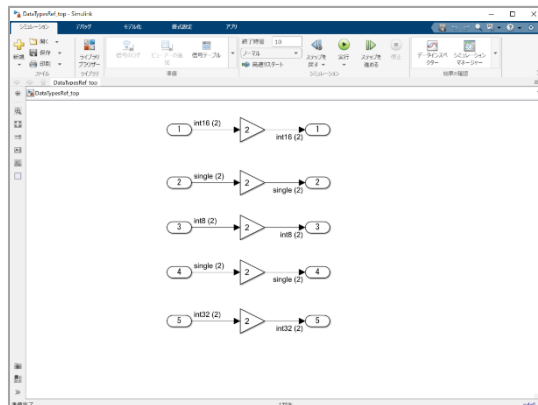 DataTypesRef_top - Simulink
シミュレーション デバッグ モデル化 書式設定 アプリ
新規 開く 保存 印刷 ライブラリ ブラウザー 信号テーブル 終了時間 10 ノーマル 高速リスタート ステップを 戻す 実行 ステップを 進める 停止 データ インスペクター シミュレーション マネージャー
ファイル ライブラリ 準備 シミュレーション 結果の確認
DataTypesRef_top
DataTypesRef_top
1 int16 (2) 2 int16 (2) 1
2 single (2) 2 single (2) 2
3 int8 (2) 2 int8 (2) 3
4 single (2) 2 single (2) 4
5 int32 (2) 2 int32 (2) 5
準備完了